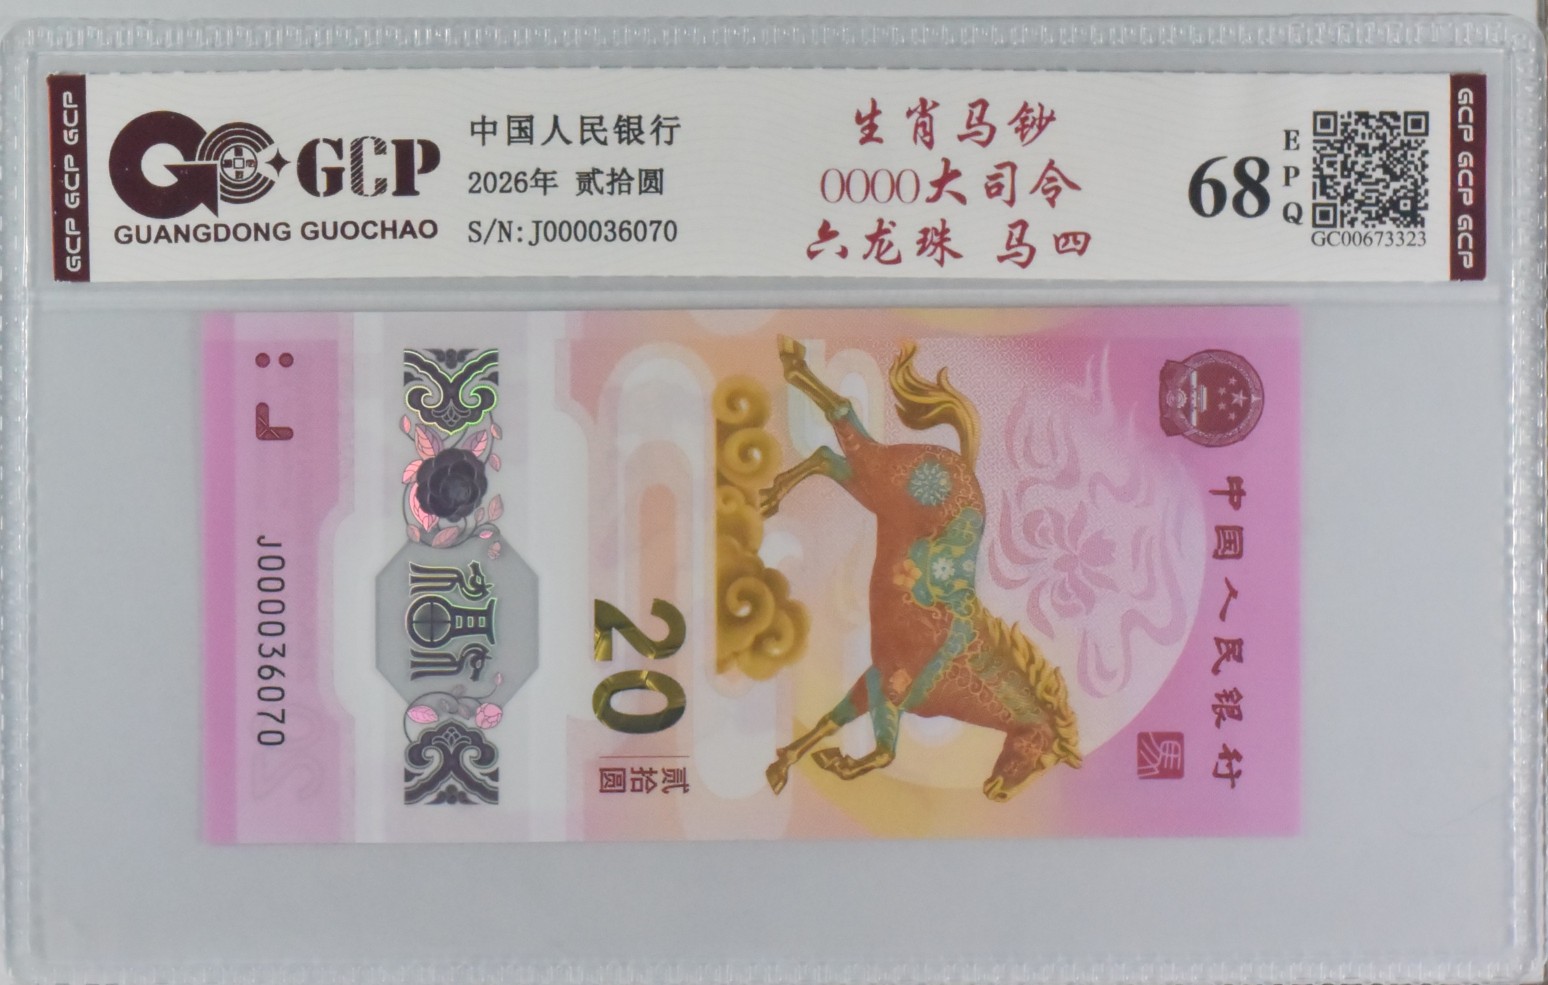 GCP GCP GCP
GCP
GUANGDONG GUOCHAO
中国人民银行
2026年 贰拾圆
S/N:J000036070
生肖马钞
0000大司令
六龙珠 马四
68
EPQ
GC00673323
GCP GCP GCP
J000036070
20
贰拾圆
中国人民银行